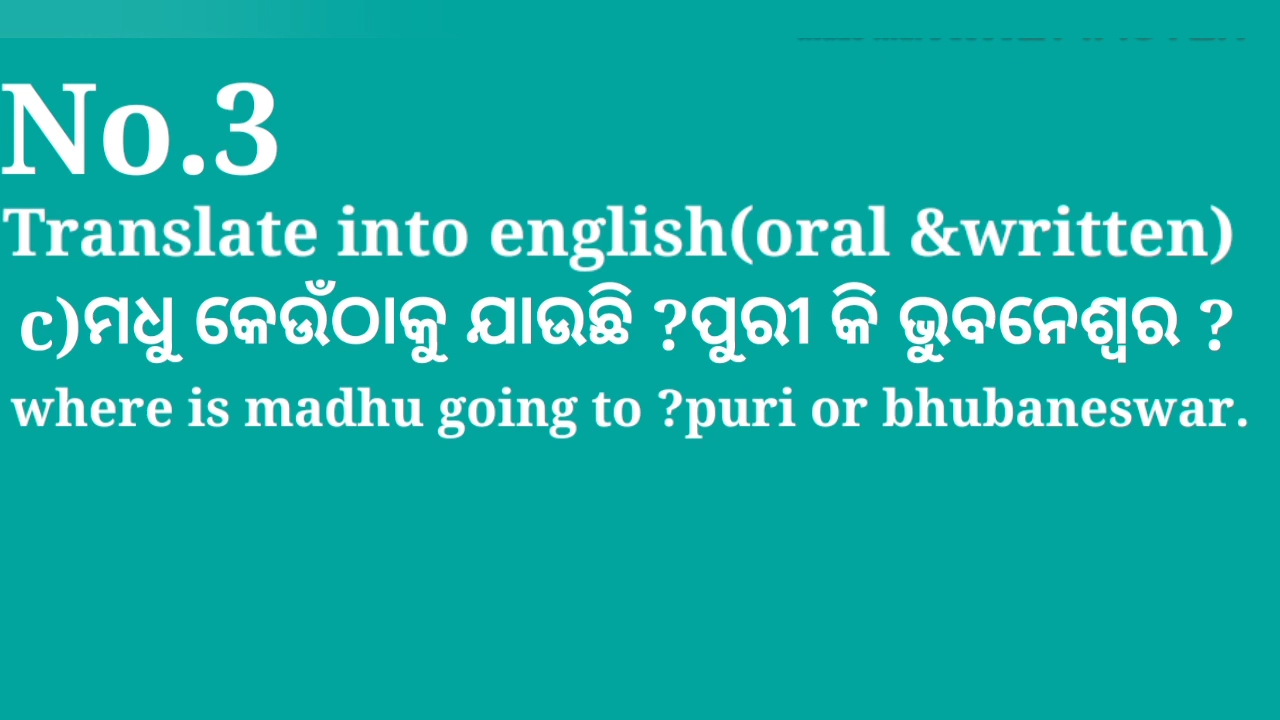 No.3
Translate into english(oral &written)
c)ମଧୁ କେଉଁଠାକୁ ଯାଉଛି ?ପୁରୀ କି ଭୁବନେଶ୍ୱର ?
where is madhu going to ?puri or bhubaneswar.